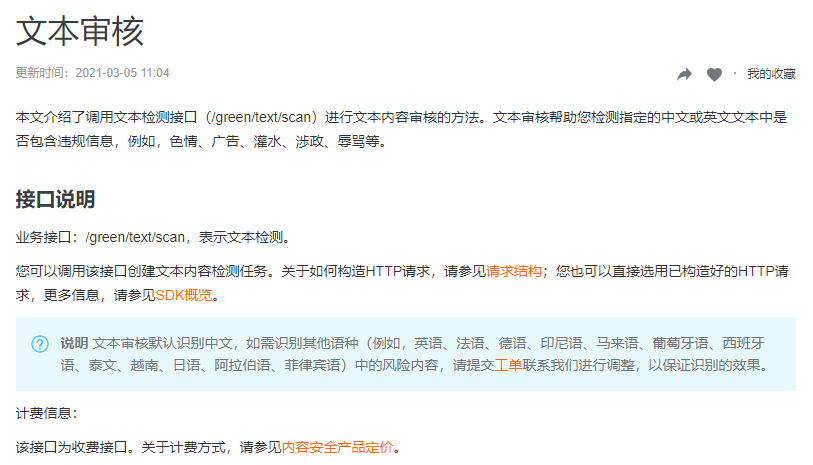 文本审核
更新时间：2021-03-05 11:04
我的收藏
本文介绍了调用文本检测接口（/green/text/scan）进行文本内容审核的方法。文本审核帮助您检测指定的中文或英文文本中是
否包含违规信息，例如，色情、广告、灌水、渉政、辱骂等。
接口说明
业务接口：/green/text/scan，表示文本检测。
您可以调用该接口创建文本内容检测任务。关于如何构造HTTP请求，请参见请求结构；您也可以直接选用已构造好的HTTP请
求，更多信息，请参见SDK概览。
说明 文本审核默认识别中文，如需识别其他语种（例如，英语、法语、德语、印尼语、马来语、葡萄牙语、西班牙
语、泰文、越南、日语、阿拉伯语、菲律宾语）中的风险内容，请提交工单联系我们进行调整，以保证识别的效果。
计费信息：
该接口为收费接口。关于计费方式，请参见内容安全产品定价。